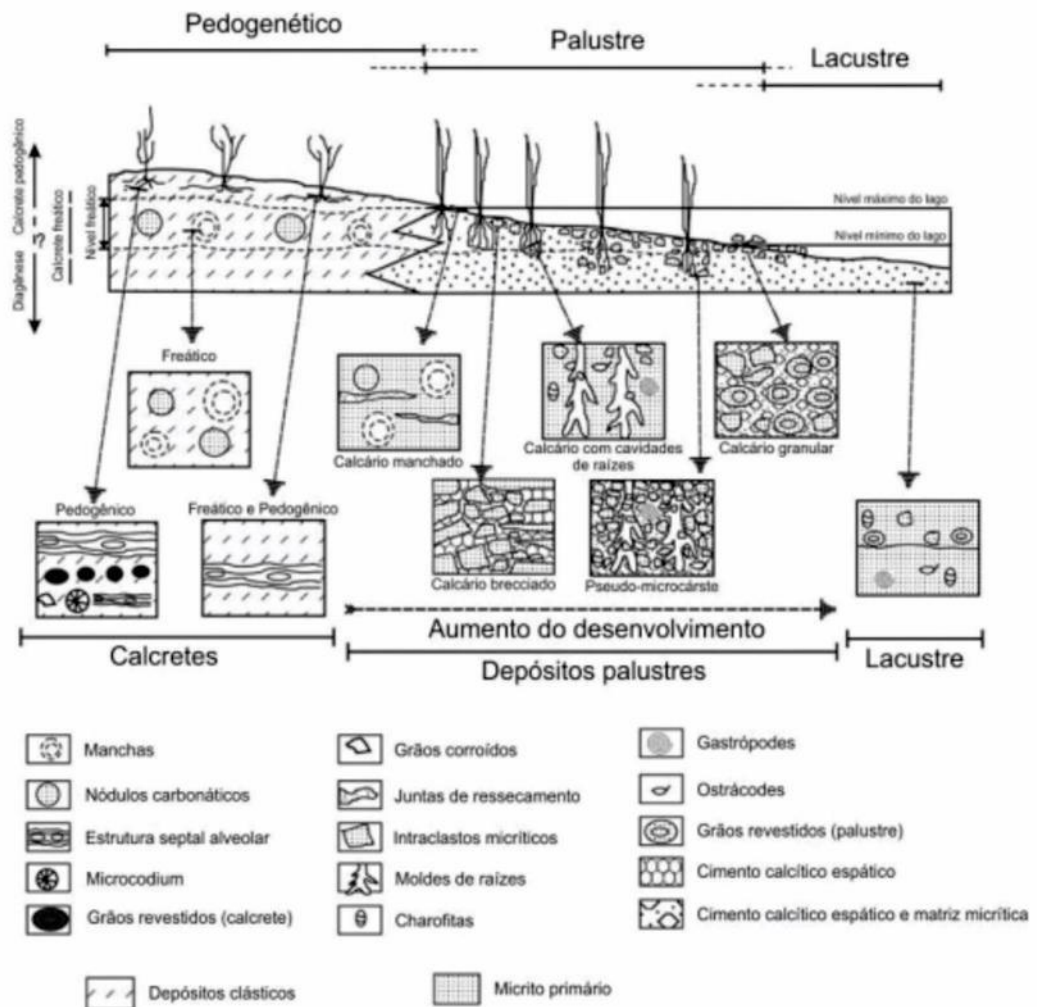 Pedogenético
Palustre
Lacustre
Diagênese
?
Calcrete pedogênico
Calcrete freático
Nível freático
Nível máximo do lago
Nível mínimo do lago
Freático
Calcário manchado
Calcário com cavidades
de raízes
Calcário granular
Pedogênico
Freático e Pedogênico
Calcário brecciado
Pseudo-microcárste
Aumento do desenvolvimento
Calcretes
Depósitos palustres
Lacustre
Manchas
Grãos corroídos
Gastrópodes
Nódulos carbonáticos
Juntas de ressecamento
Ostrácodes
Estrutura septal alveolar
Intraclastos micríticos
Grãos revestidos (palustre)
Microcodium
Moldes de raízes
Cimento calcítico espático
Grãos revestidos (calcrete)
Charofitas
Cimento calcítico espático e matriz micrítica
Depósitos clásticos
Micrito primário